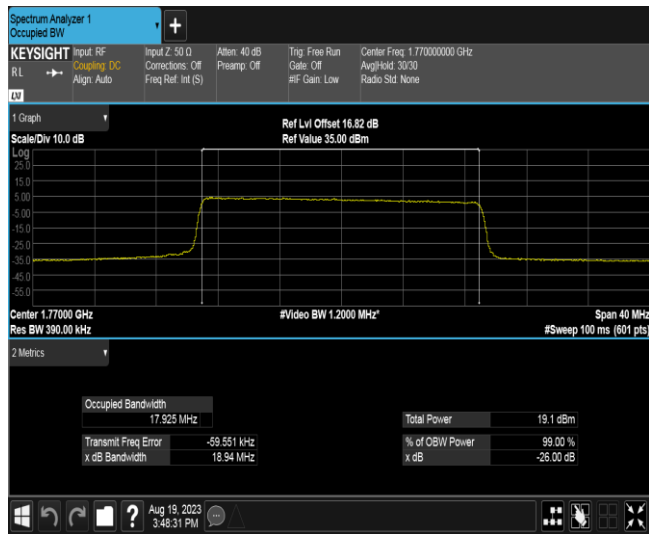 Spectrum Analyzer 1
Occupied BW
KEYSIGHT
RL
LXI
Input: RF
Coupling: DC
Align: Auto
Input Z: 50 Ω
Corrections: Off
Freq Ref: Int (S)
Atten: 40 dB
Preamp: Off
Trig: Free Run
Gate: Off
#IF Gain: Low
Center Freq: 1.770000000 GHz
Avg|Hold: 30/30
Radio Std: None
1 Graph
Scale/Div 10.0 dB
Ref Lvl Offset 16.82 dB
Ref Value 35.00 dBm
Log
25.0
15.0
5.00
-5.00
-15.0
-25.0
-35.0
-45.0
-55.0
Center 1.77000 GHz
#Video BW 1.2000 MHz*
Span 40 MHz
Res BW 390.00 kHz
#Sweep 100 ms (601 pts)
2 Metrics
Occupied Bandwidth
17.925 MHz
Total Power 19.1 dBm
Transmit Freq Error -59.551 kHz
% of OBW Power 99.00 %
x dB Bandwidth 18.94 MHz
x dB -26.00 dB
?
Aug 19, 2023
3:48:31 PM